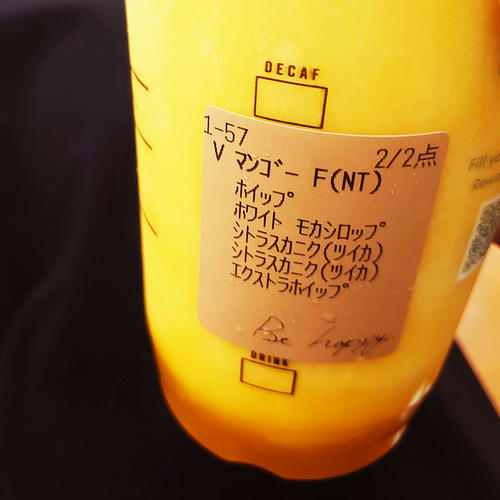 DECAF
1-57
2/2点
V マンゴー F(NT)
ホイップ
ホワイト モカシロップ
シトラスカニク(ツイカ)
シトラスカニク(ツイカ)
エクストラホイップ
Be happy
DRINK
Fill yo
Rewa